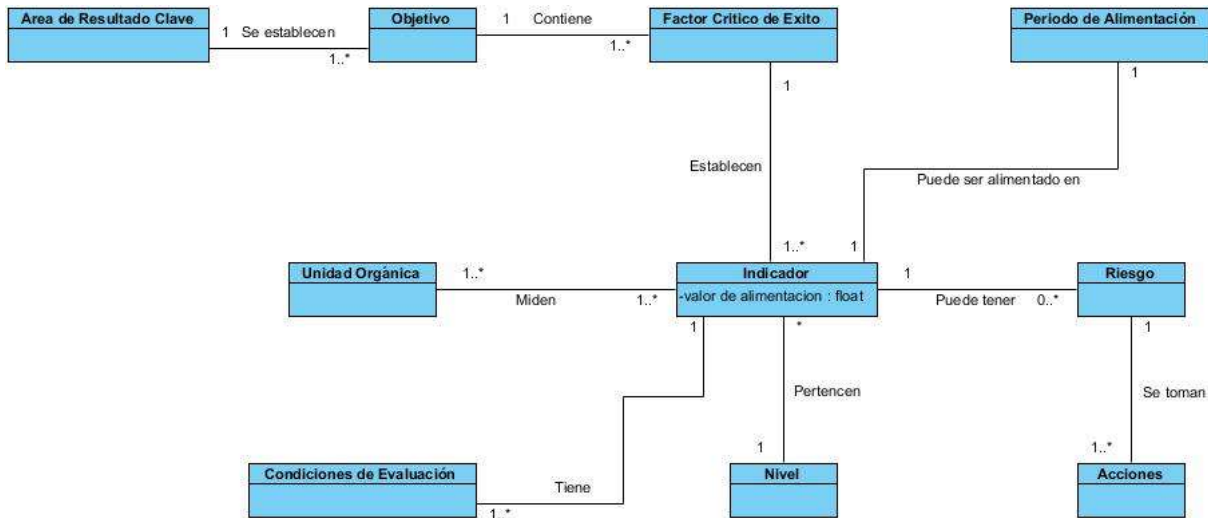 Area de Resultado Clave
1
Se establecen
1..*
Objetivo
1
Contiene
1..*
Factor Critico de Exito
Periodo de Alimentación
1
1
Establecen
Puede ser alimentado en
1..*
1
Unidad Orgánica
1..*
Miden
1..*
Indicador
-valor de alimentacion : float
1
Puede tener
0..*
Riesgo
1
*
1
Pertencen
Se toman
1
1..*
Condiciones de Evaluación
Tiene
1..*
Nivel
Acciones